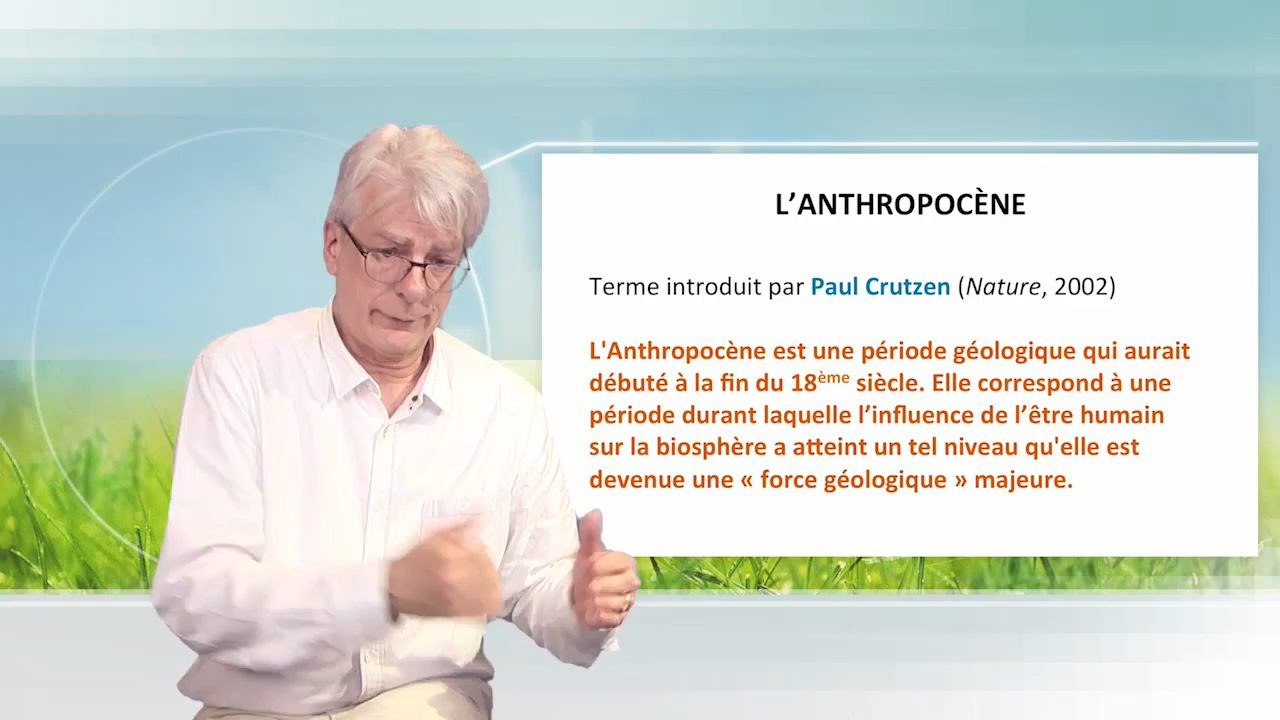 L’ANTHROPOCÈNE
Terme introduit par Paul Crutzen (Nature, 2002)
L'Anthropocène est une période géologique qui aurait
débuté à la fin du 18ème siècle. Elle correspond à une
période durant laquelle l’influence de l’être humain
sur la biosphère a atteint un tel niveau qu'elle est
devenue une « force géologique » majeure.